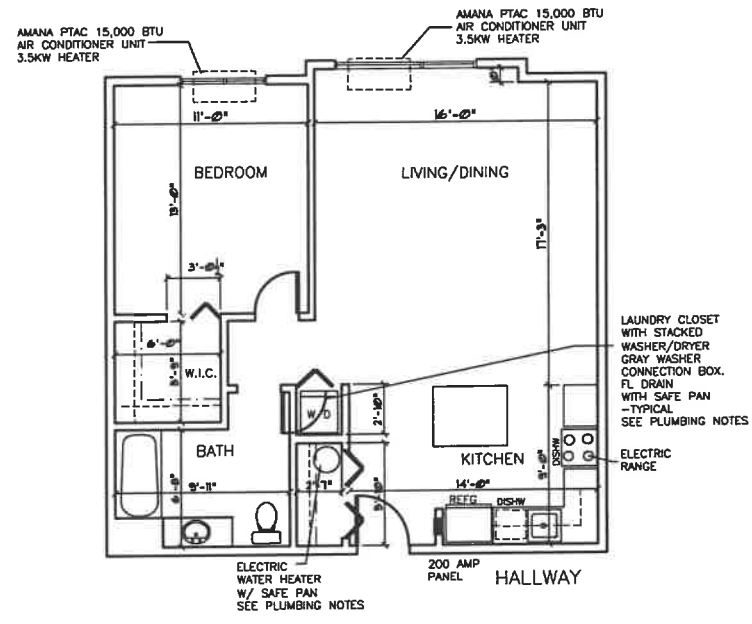 AMANA PTAC 15,000 BTU
AIR CONDITIONER UNIT
3.5KW HEATER
AMANA PTAC 15,000 BTU
AIR CONDITIONER UNIT
3.5KW HEATER
11'-0"
16'-0"
BEDROOM
LIVING/DINING
13'-0"
17'-3"
3'-0"
6'-0"
W.I.C.
LAUNDRY CLOSET
WITH STACKED
WASHER/DRYER
GRAY WASHER
CONNECTION BOX.
FL DRAIN
WITH SAFE PAN
-TYPICAL
SEE PLUMBING NOTES
W/D
2'-10"
BATH
KITCHEN
DISHW
9'-0"
ELECTRIC
RANGE
9'-11"
14'-0"
REFG
DISHW
ELECTRIC
WATER HEATER
W/ SAFE PAN
SEE PLUMBING NOTES
200 AMP
PANEL
HALLWAY